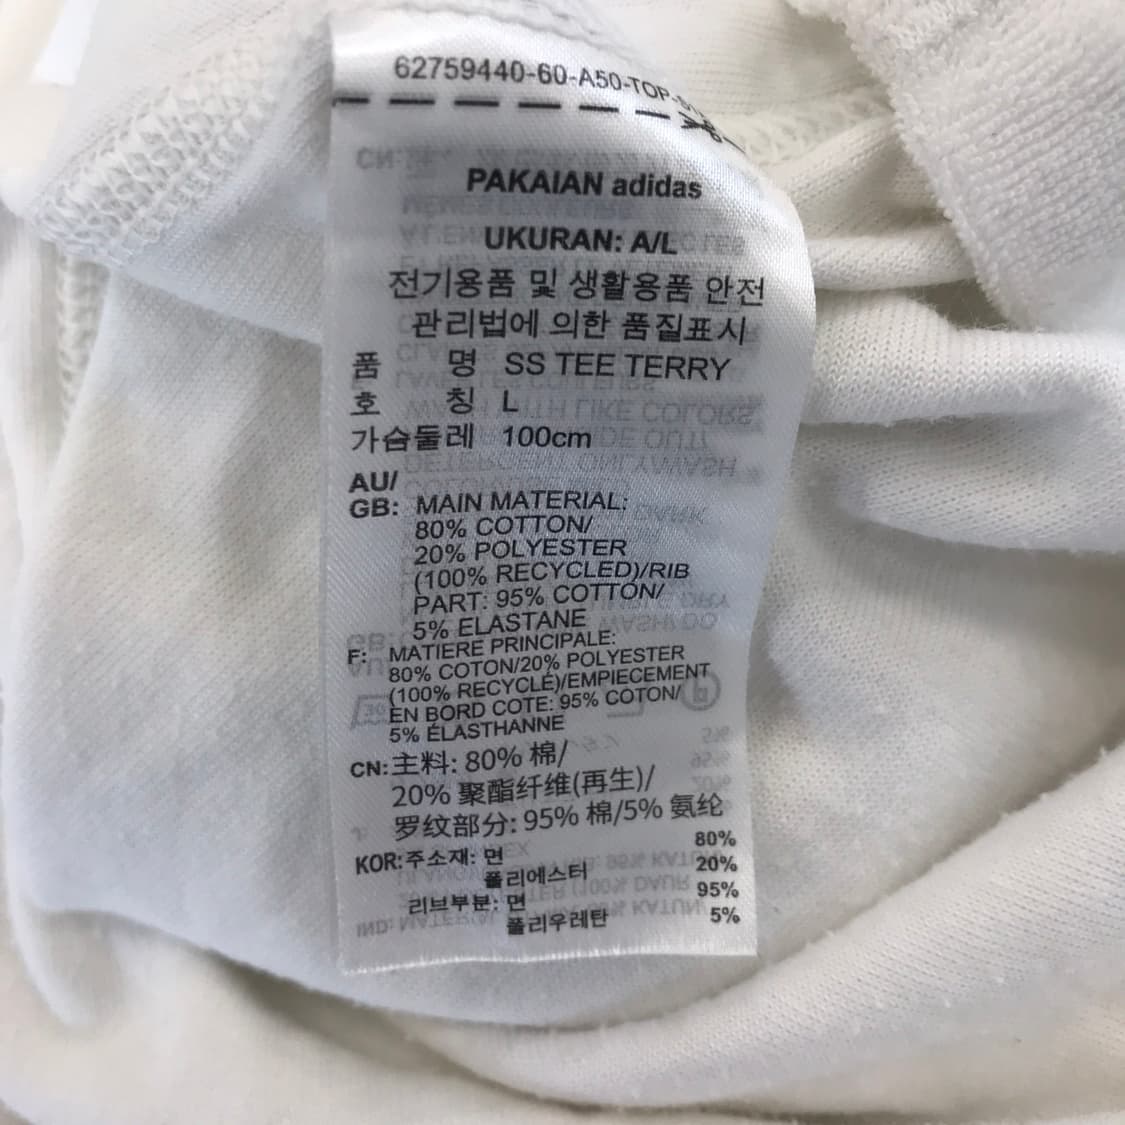 62759440-60-A50-TOP-
PAKAIAN adidas
UKURAN: A/L
전기용품 및 생활용품 안전
관리법에 의한 품질표시
품 명 SS TEE TERRY
호 칭 L
가슴둘레 100cm
AU/
GB: MAIN MATERIAL:
80% COTTON/
20% POLYESTER
(100% RECYCLED)/RIB
PART: 95% COTTON/
5% ELASTANE
F: MATIERE PRINCIPALE:
80% COTON/20% POLYESTER
(100% RECYCLÉ)/EMPIECEMENT
EN BORD COTE: 95% COTON/
5% ÉLASTHANNE
CN: 主料: 80% 棉/
20% 聚酯纤维(再生)/
罗纹部分: 95% 棉/5% 氨纶
KOR: 주소재: 면 80%
폴리에스터 20%
리브부분: 면 95%
폴리우레탄 5%